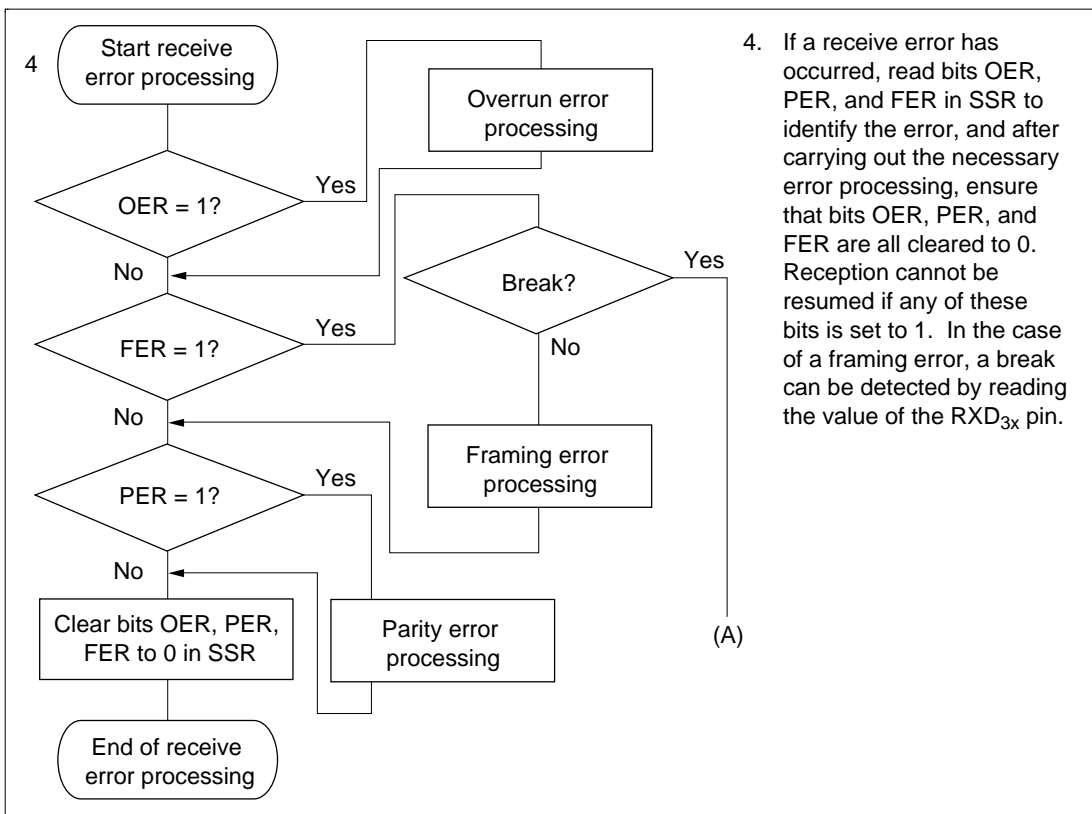 4
Start receive
error processing
OER = 1?
Yes
No
Overrun error
processing
FER = 1?
Yes
No
Break?
Yes
No
Framing error
processing
PER = 1?
Yes
No
Parity error
processing
Clear bits OER, PER,
FER to 0 in SSR
End of receive
error processing
(A)
4. If a receive error has
occurred, read bits OER,
PER, and FER in SSR to
identify the error, and after
carrying out the necessary
error processing, ensure
that bits OER, PER, and
FER are all cleared to 0.
Reception cannot be
resumed if any of these
bits is set to 1. In the case
of a framing error, a break
can be detected by reading
the value of the RXD3x pin.